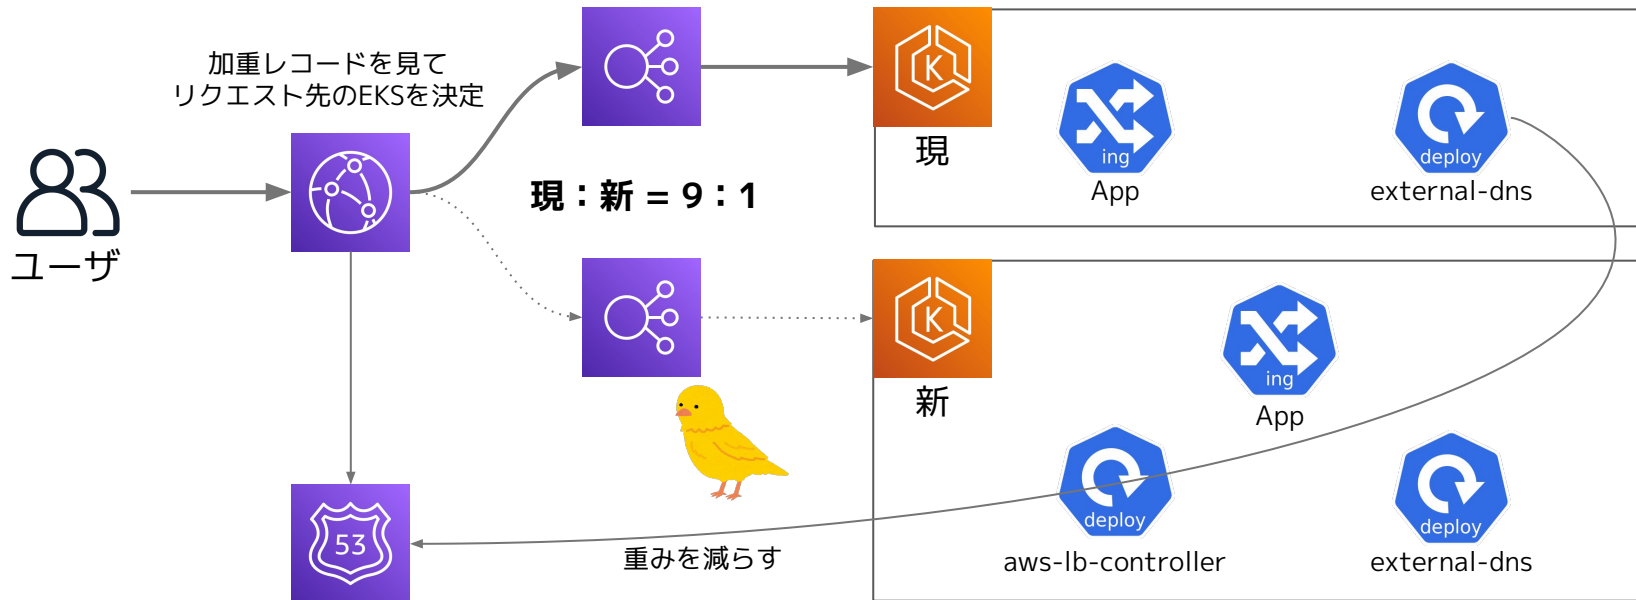 加重レコードを見て
リクエスト先のEKSを決定
ユーザ
現：新 = 9：1
K
現
ing
App
deploy
external-dns
K
新
ing
App
deploy
aws-lb-controller
deploy
external-dns
53
重みを減らす